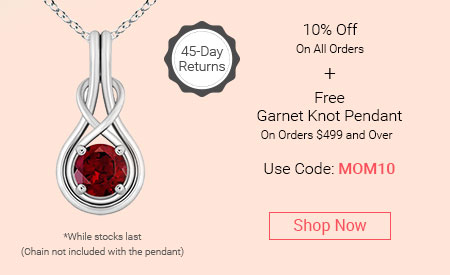 45-Day
Returns
10% Off
On All Orders
+
Free
Garnet Knot Pendant
On Orders $499 and Over
Use Code: MOM10
Shop Now
*While stocks last
(Chain not included with the pendant)